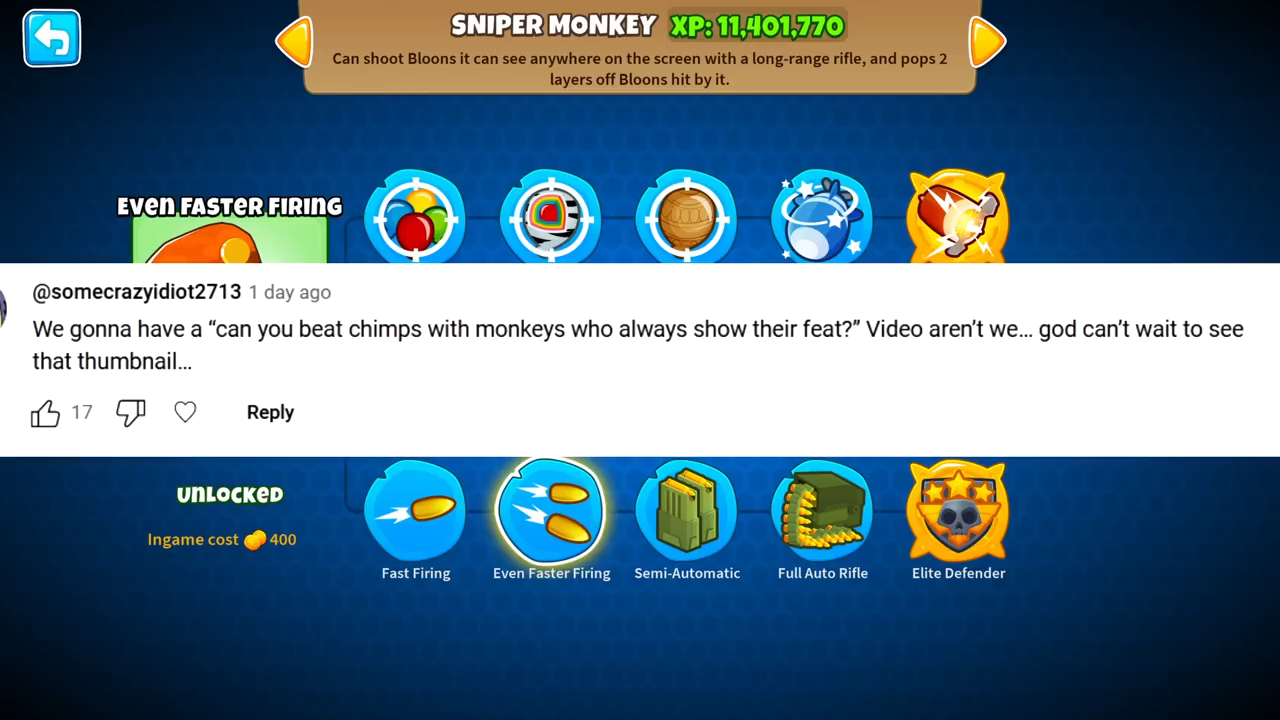 SNIPER MONKEY XP: 11,401,770
Can shoot Bloons it can see anywhere on the screen with a long-range rifle, and pops 2
layers off Bloons hit by it.
EVEN FASTER FIRING
@somecrazyidiot2713 1 day ago
We gonna have a “can you beat chimps with monkeys who always show their feat?” Video aren’t we… god can’t wait to see
that thumbnail…
17 Reply
UNLOCKED
Ingame cost 400
Fast Firing Even Faster Firing Semi-Automatic Full Auto Rifle Elite Defender